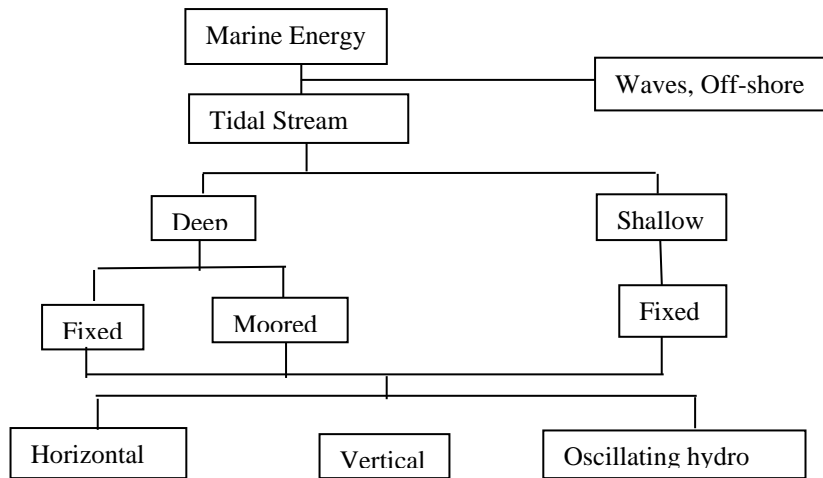 Marine Energy
Waves, Off-shore
Tidal Stream
Deep
Shallow
Fixed
Moored
Fixed
Horizontal
Vertical
Oscillating hydro